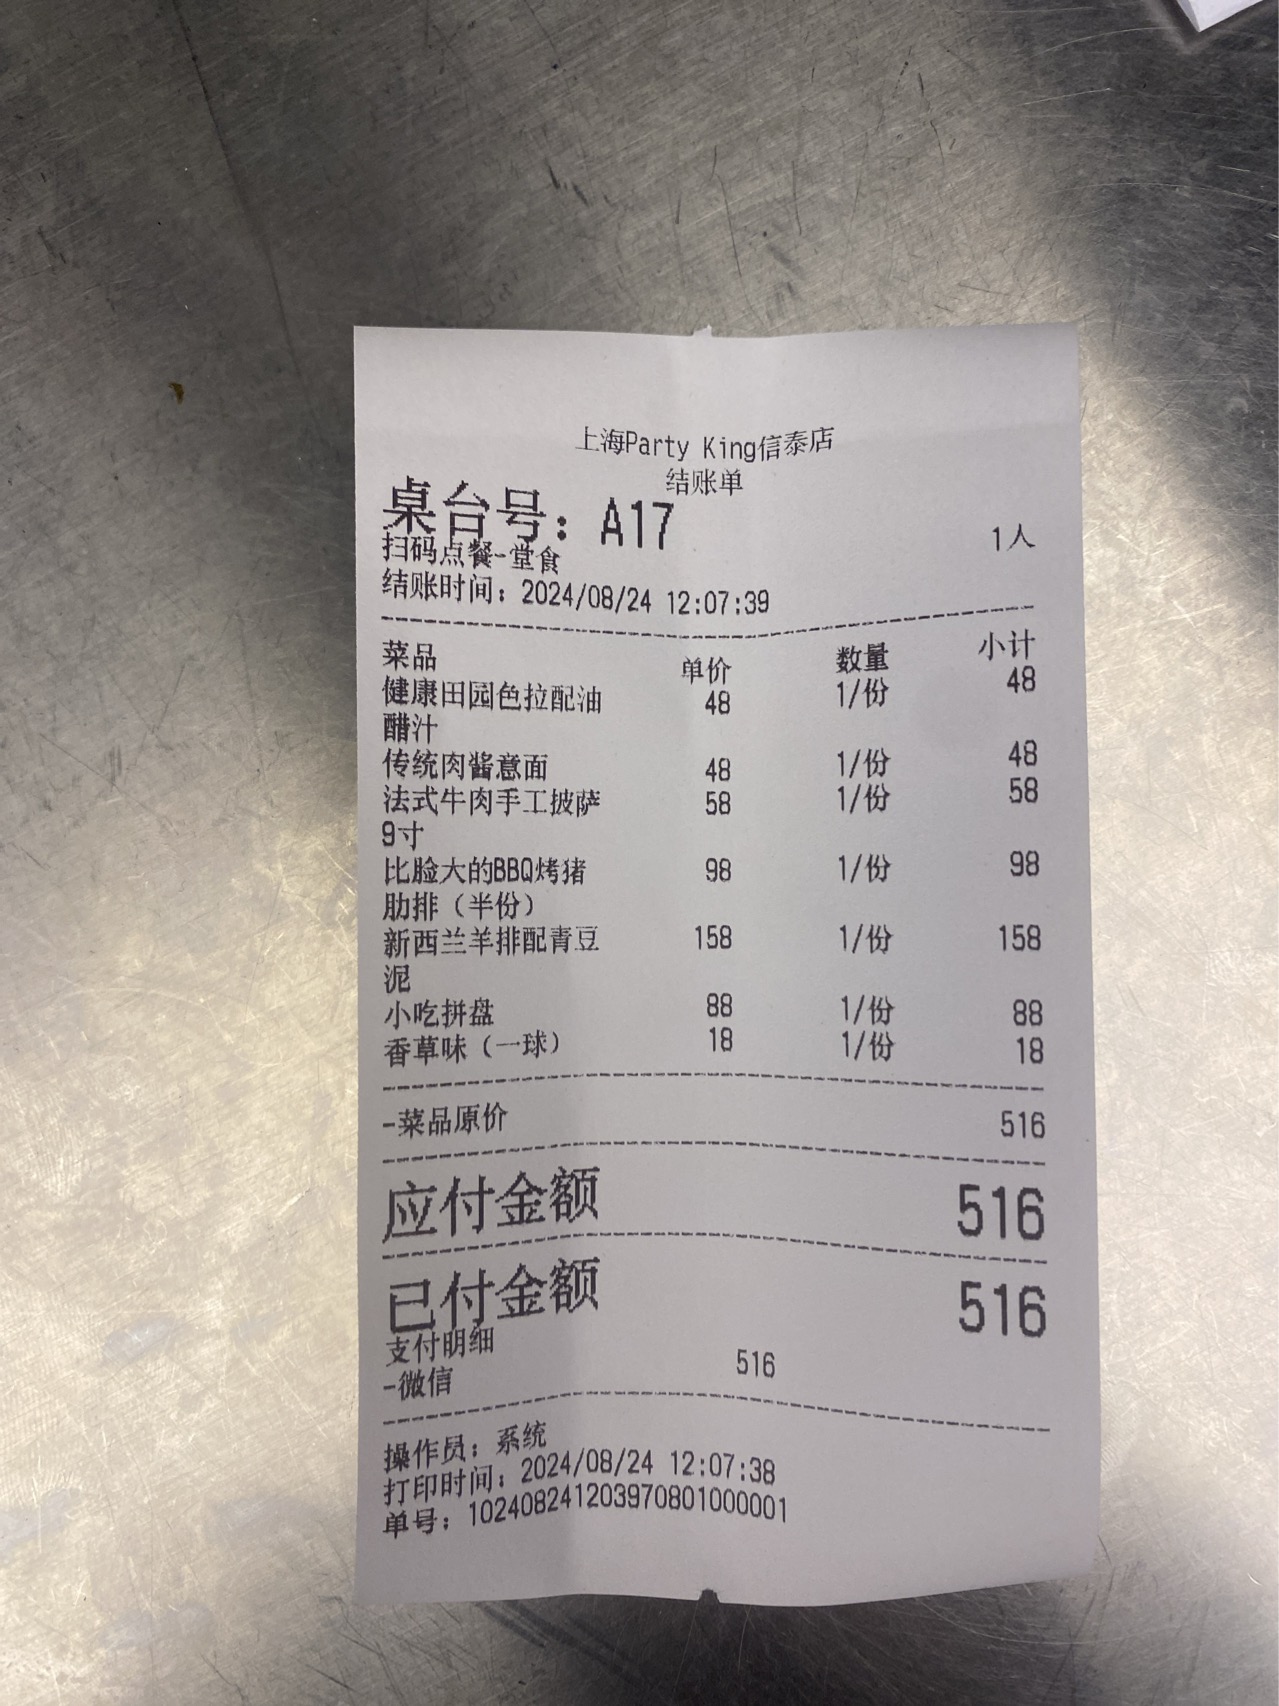 上海Party King信泰店
结账单
桌台号：A17 1人
扫码点餐-堂食
结账时间：2024/08/24 12:07:39
菜品 单价 数量 小计
健康田园色拉配油 48 1/份 48
醋汁
传统肉酱意面 48 1/份 48
法式牛肉手工披萨 58 1/份 58
9寸
比脸大的BBQ烤猪 98 1/份 98
肋排（半份）
新西兰羊排配青豆 158 1/份 158
泥
小吃拼盘 88 1/份 88
香草味（一球） 18 1/份 18
-菜品原价 516
应付金额 516
已付金额 516
支付明细
-微信 516
操作员：系统
打印时间：2024/08/24 12:07:38
单号：102408241203970801000001